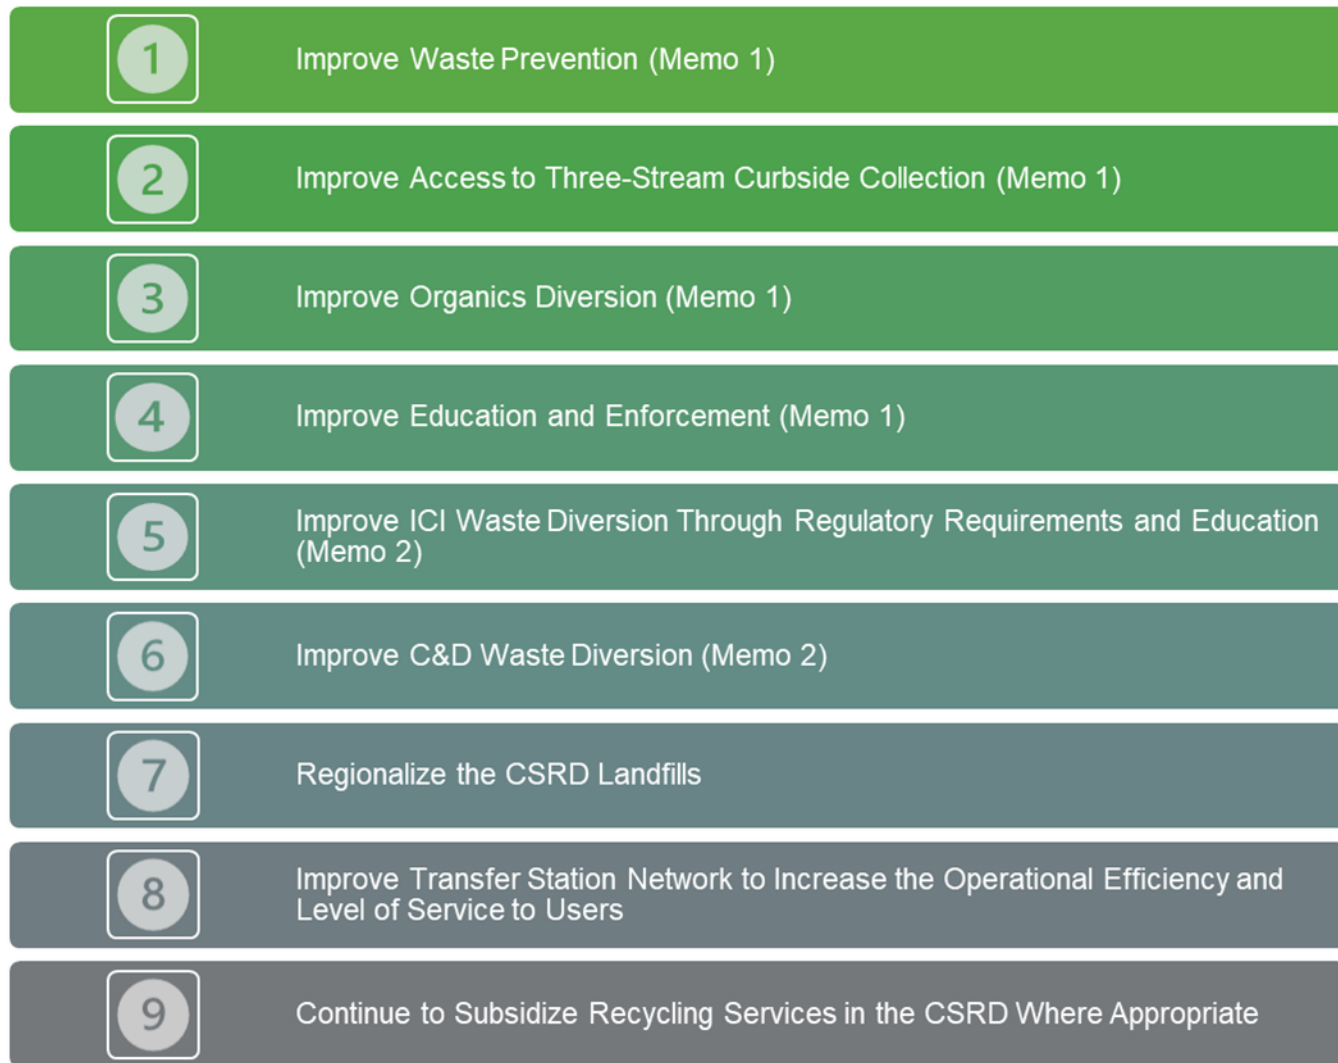 1
Improve Waste Prevention (Memo 1)
2
Improve Access to Three-Stream Curbside Collection (Memo 1)
3
Improve Organics Diversion (Memo 1)
4
Improve Education and Enforcement (Memo 1)
5
Improve ICI Waste Diversion Through Regulatory Requirements and Education
(Memo 2)
6
Improve C&D Waste Diversion (Memo 2)
7
Regionalize the CSRD Landfills
8
Improve Transfer Station Network to Increase the Operational Efficiency and
Level of Service to Users
9
Continue to Subsidize Recycling Services in the CSRD Where Appropriate